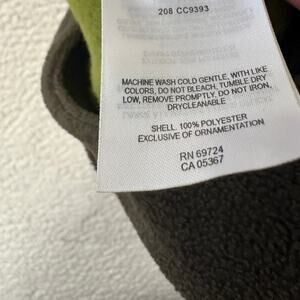 208 CC9393
MACHINE WASH COLD GENTLE, WITH LIKE
COLORS, DO NOT BLEACH, TUMBLE DRY
LOW, REMOVE PROMPTLY, DO NOT IRON,
DRYCLEANABLE
SHELL: 100% POLYESTER
EXCLUSIVE OF ORNAMENTATION
RN 69724
CA 05367